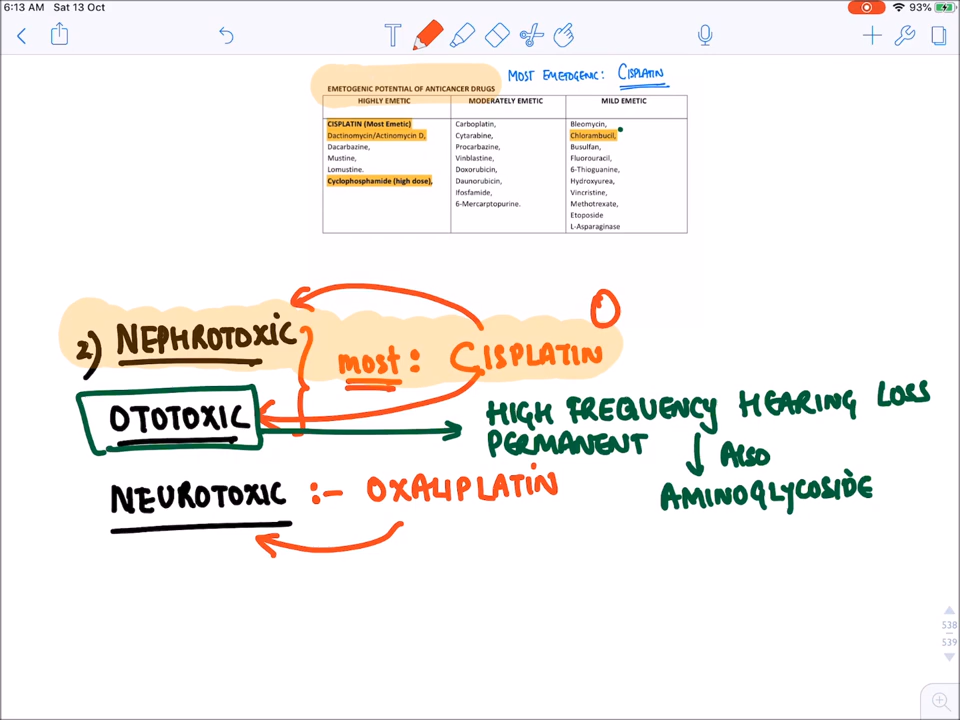 6:13 AM Sat 13 Oct
93%
T
MOST EMETOGENIC: CISPLATIN
EMETOGENIC POTENTIAL OF ANTICANCER DRUGS
HIGHLY EMETIC MODERATELY EMETIC MILD EMETIC
CISPLATIN (Most Emetic) Carboplatin, Bleomycin,
Dactinomycin/Actinomycin D, Cytarabine, Chlorambucil,
Dacarbazine, Procarbazine, Busulfan,
Mustine, Vinblastine, Fluorouracil,
Lomustine. Doxorubicin, 6-Thioguanine,
Cyclophosphamide (high dose), Daunorubicin, Hydroxyurea,
Ifosfamide, Vincristine,
6-Mercartopurine. Methotrexate,
Etoposide
L-Asparaginase
2) NEPHROTOXIC most: CISPLATIN
OTOTOXIC HIGH FREQUENCY HEARING LOSS
PERMANENT ALSO
NEUROTOXIC :- OXALIPLATIN AMINOGLYCOSIDE
538
539